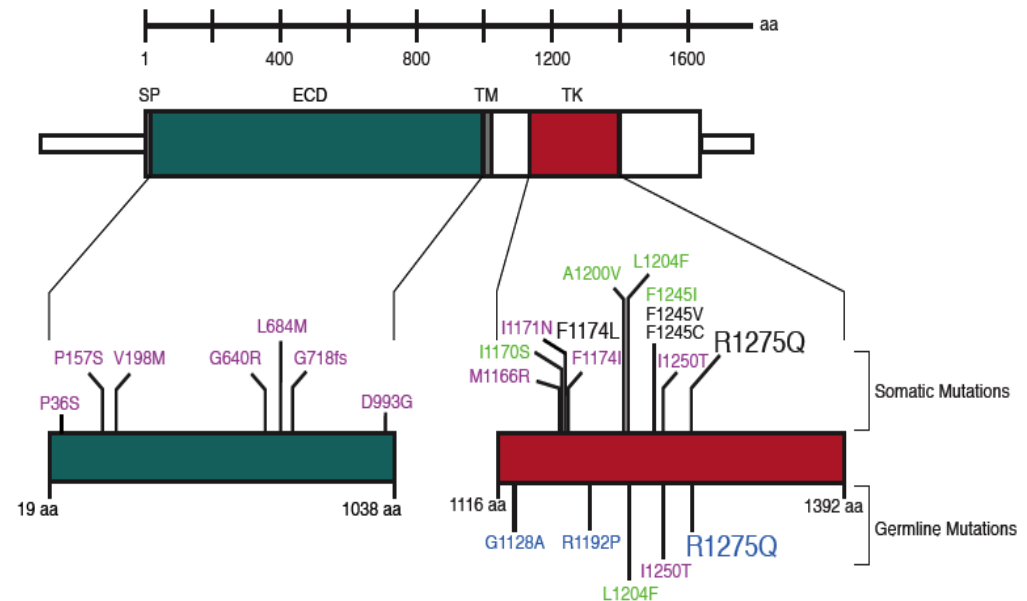 aa
1 400 800 1200 1600
SP ECD TM TK
L1204F
A1200V
F1245I
F1245V
F1245C
L684M
I1171N F1174L
R1275Q
P157S V198M G640R G718fs
I1170S F1174I I1250T
M1166R
P36S D993G
Somatic Mutations
19 aa 1038 aa 1116 aa 1392 aa
Germline Mutations
G1128A R1192P R1275Q
I1250T
L1204F